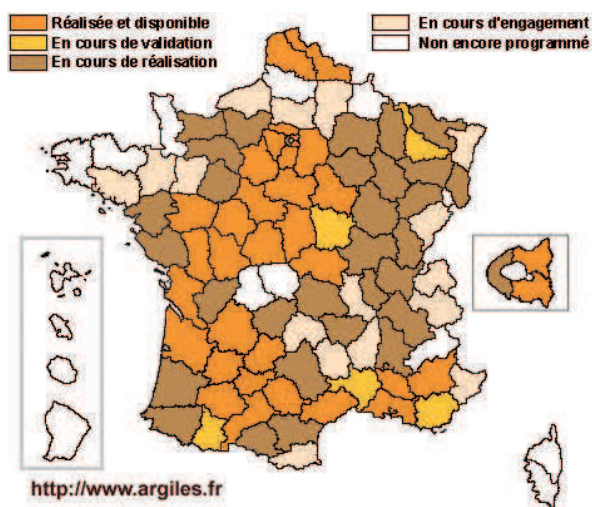 Réalisée et disponible
En cours de validation
En cours de réalisation
En cours d'engagement
Non encore programmé
http://www.argiles.fr